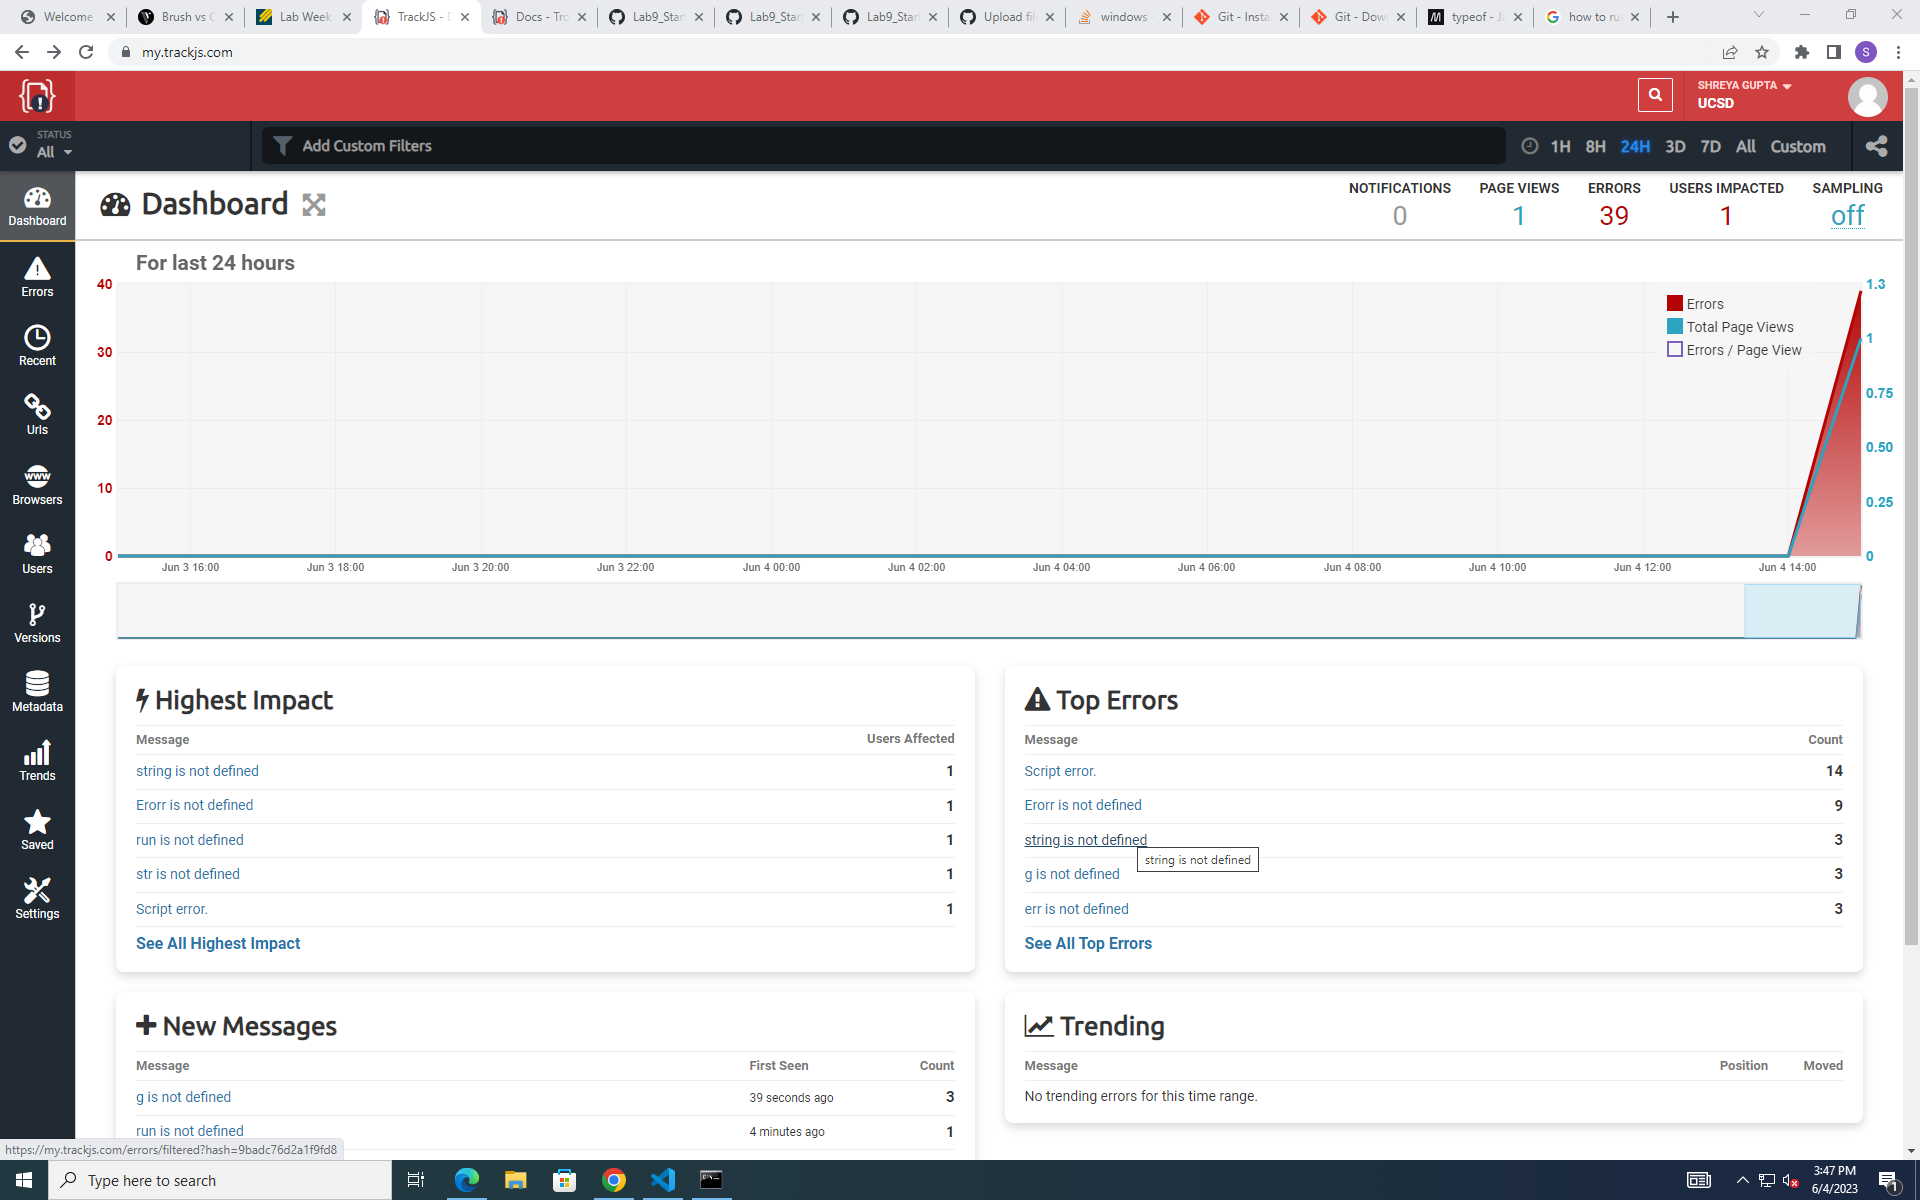 Welcome
Brush vs C
Lab Week
TrackJS - D
Docs - Tra
Lab9_Star
Lab9_Star
Lab9_Star
Upload fil
windows -
Git - Insta
Git - Dow
typeof - Ja
how to ru
my.trackjs.com
S
SHREYA GUPTA
UCSD
STATUS
All
Add Custom Filters
1H 8H 24H 3D 7D All Custom
Dashboard
Errors
Recent
Urls
WWW
Browsers
Users
Versions
Metadata
Trends
Saved
Settings
Dashboard
NOTIFICATIONS
0
PAGE VIEWS
1
ERRORS
39
USERS IMPACTED
1
SAMPLING
off
For last 24 hours
40
30
20
10
0
1.3
1
0.75
0.50
0.25
0
Errors
Total Page Views
Errors / Page View
Jun 3 16:00 Jun 3 18:00 Jun 3 20:00 Jun 3 22:00 Jun 4 00:00 Jun 4 02:00 Jun 4 04:00 Jun 4 06:00 Jun 4 08:00 Jun 4 10:00 Jun 4 12:00 Jun 4 14:00
Highest Impact
Message Users Affected
string is not defined 1
Erorr is not defined 1
run is not defined 1
str is not defined 1
Script error. 1
See All Highest Impact
Top Errors
Message Count
Script error. 14
Erorr is not defined 9
string is not defined 3
string is not defined
g is not defined 3
err is not defined 3
See All Top Errors
New Messages
Message First Seen Count
g is not defined 39 seconds ago 3
run is not defined 4 minutes ago 1
Trending
Message Position Moved
No trending errors for this time range.
https://my.trackjs.com/errors/filtered?hash=9badc76d2a1f9fd8
Type here to search
3:47 PM
6/4/2023
1